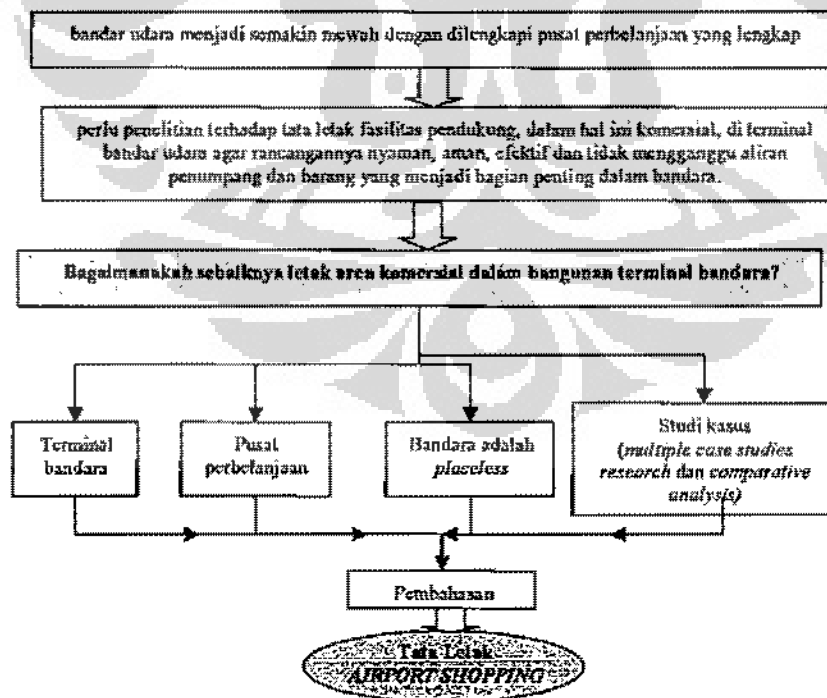 bandar udara menjadi semakin mewah dengan dilengkapi pusat perbelanjaan yang lengkap
perlu penelitian terhadap tata letak fasilitas pendukung, dalam hal ini komersial, di terminal
bandar udara agar rancangannya nyaman, aman, efektif dan tidak mengganggu aliran
penumpang dan barang yang menjadi bagian penting dalam bandara.
Bagaimanakah sebaiknya letak area komersial dalam bangunan terminal bandara?
Terminal
bandara
Pusat
perbelanjaan
Bandara adalah
placeless
Studi kasus
(multiple case studies
research dan comparative
analysis)
Pembahasan
Tata Letak
AIRPORT SHOPPING